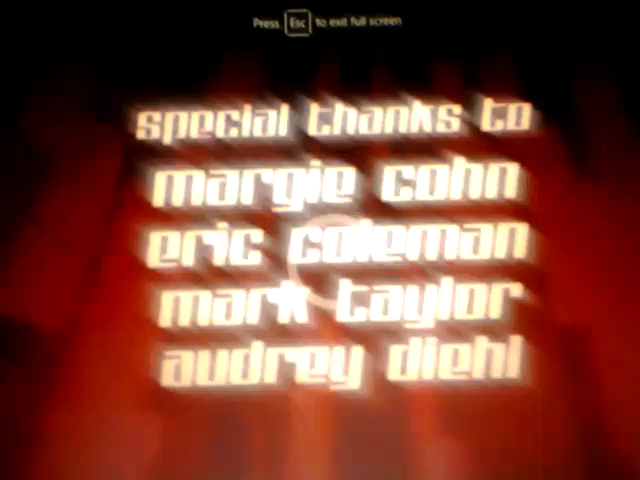 Press Esc to exit full screen
special thanks to
margie cohn
eric coleman
mark taylor
audrey diehl